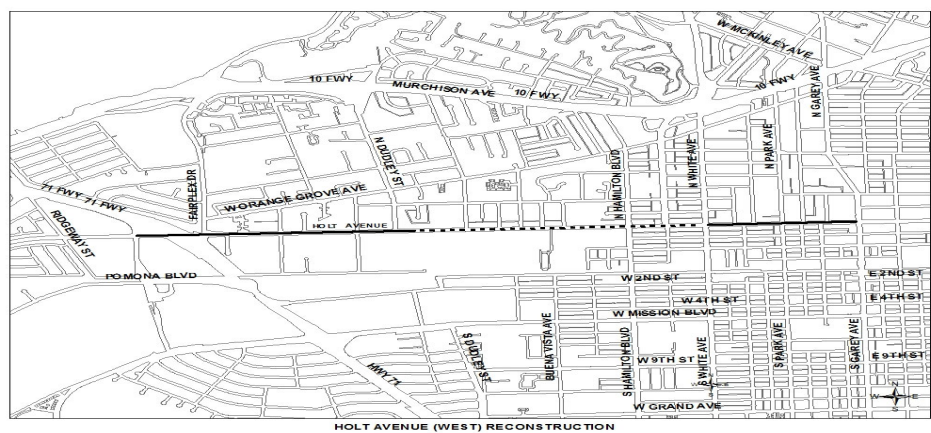 W MCKINLEY AVE
10 FWY
10 FWY
MURCHISON AVE 10 FWY
N GAREY AVE
N DUDLEY ST
N HAMILTON BLVD
N WHITE AVE
N PARK AVE
FAIRPLEX DR
W ORANGE GROVE AVE
71 FWY 71 FWY
RIDGEWAY ST
HOLT AVENUE
POMONA BLVD
W 2ND ST
E 2ND ST
W 4TH ST
E 4TH ST
W MISSION BLVD
BUENA VISTA AVE
S DUDLEY ST
HWY 71
S HAMILTON BLVD
W 9TH ST
S WHITE AVE
S PARK AVE
S GAREY AVE
E 9TH ST
W GRAND AVE
N
W E
S
HOLT AVENUE (WEST) RECONSTRUCTION